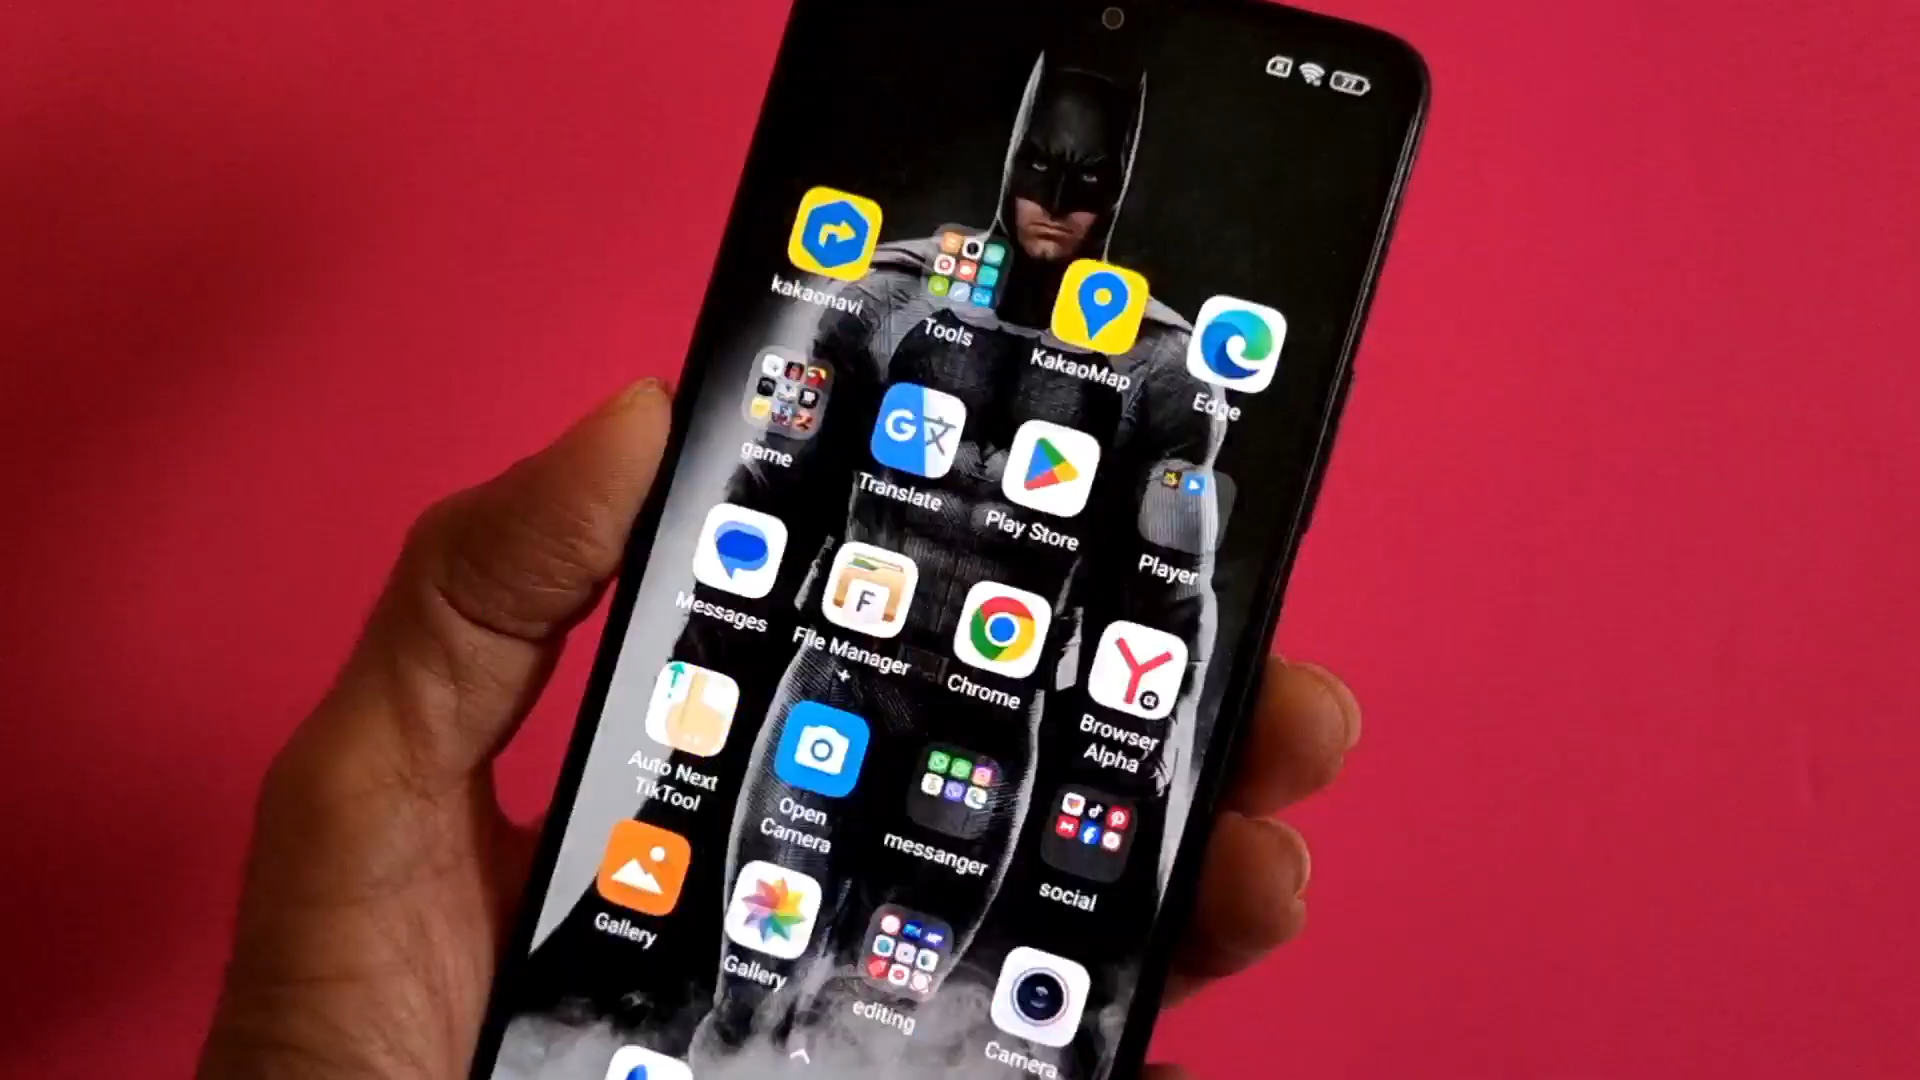 77
kakaonavi
Tools
KakaoMap
Edge
game
G
Translate
Play Store
Player
Messages
F
File Manager
+
Chrome
α
Browser
Alpha
Auto Next
TikTool
Open
Camera
messanger
social
Gallery
Gallery
editing
Camera